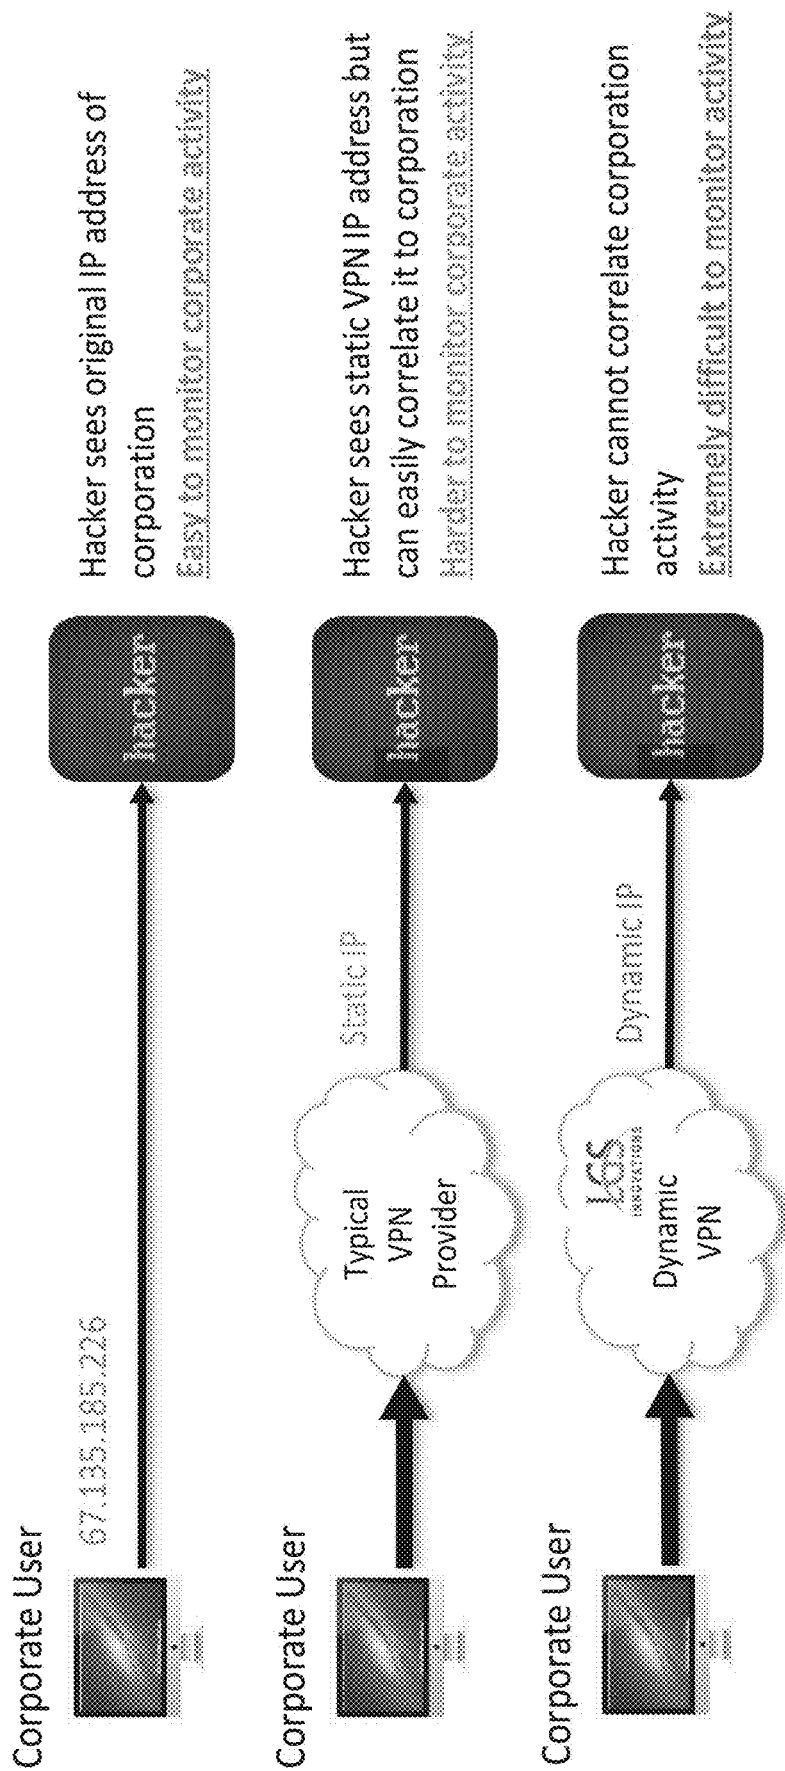 Corporate User
67.135.185.226
hacker
Hacker sees original IP address of
corporation
Easy to monitor corporate activity
Corporate User
Typical
VPN
Provider
Static IP
hacker
Hacker sees static VPN IP address but
can easily correlate it to corporation
Harder to monitor corporate activity
Corporate User
LGS
INNOVATIONS
Dynamic
VPN
Dynamic IP
hacker
Hacker cannot correlate corporation
activity
Extremely difficult to monitor activity